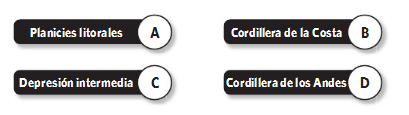 Planicies litorales A
Cordillera de la Costa B
Depresión intermedia C
Cordillera de los Andes D